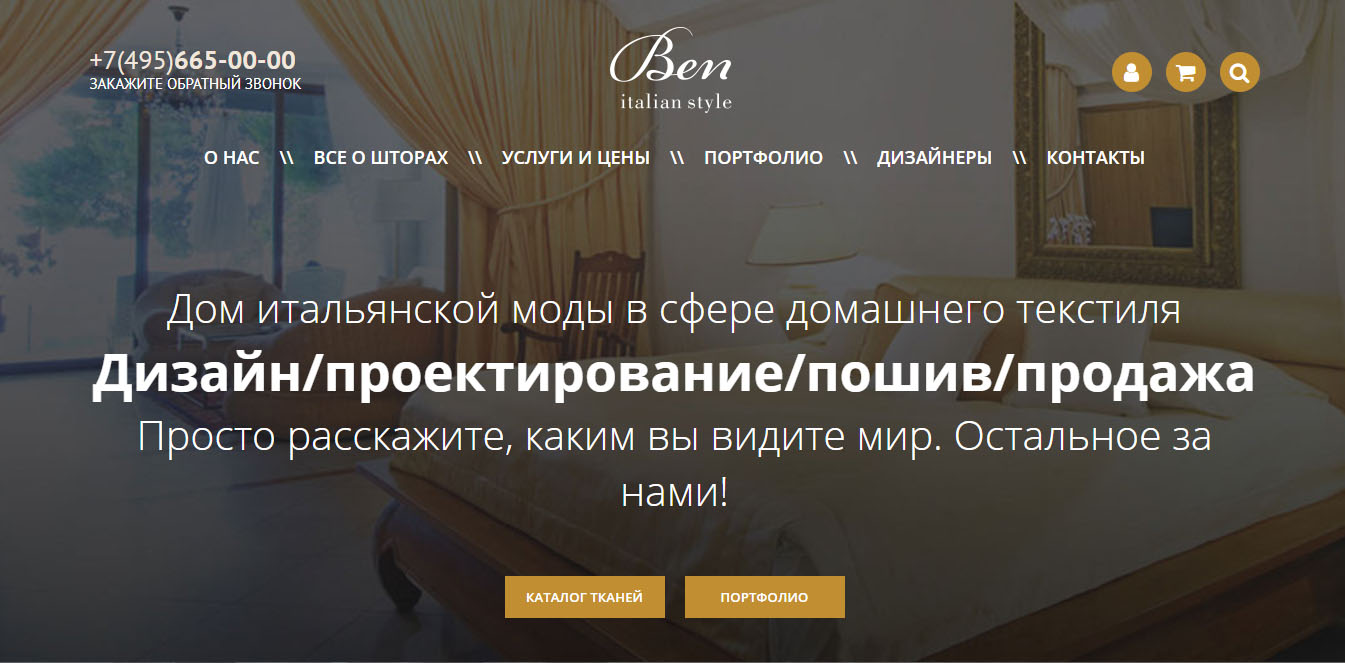 +7(495)665-00-00
ЗАКАЖИТЕ ОБРАТНЫЙ ЗВОНОК
Ben
italian style
О НАС \\ ВСЕ О ШТОРАХ \\ УСЛУГИ И ЦЕНЫ \\ ПОРТФОЛИО \\ ДИЗАЙНЕРЫ \\ КОНТАКТЫ
Дом итальянской моды в сфере домашнего текстиля
Дизайн/проектирование/пошив/продажа
Просто расскажите, каким вы видите мир. Остальное за
нами!
КАТАЛОГ ТКАНЕЙ
ПОРТФОЛИО